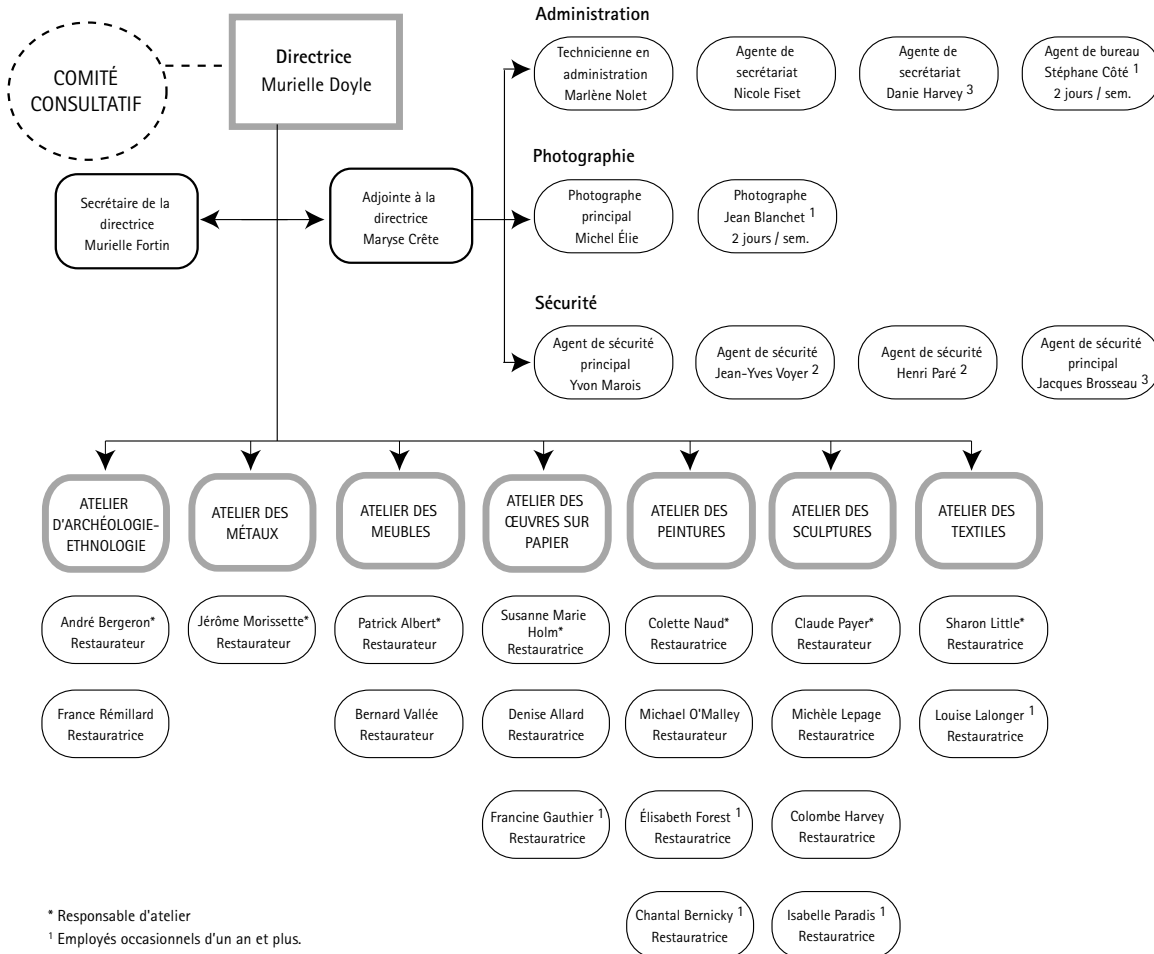 COMITÉ
CONSULTATIF
Directrice
Murielle Doyle
Secrétaire de la
directrice
Murielle Fortin
Adjointe à la
directrice
Maryse Crête
Administration
Technicienne en
administration
Marlène Nolet
Agente de
secrétariat
Nicole Fiset
Agente de
secrétariat
Danie Harvey 3
Agent de bureau
Stéphane Côté 1
2 jours / sem.
Photographie
Photographe
principal
Michel Élie
Photographe
Jean Blanchet 1
2 jours / sem.
Sécurité
Agent de sécurité
principal
Yvon Marois
Agent de sécurité
Jean-Yves Voyer 2
Agent de sécurité
Henri Paré 2
Agent de sécurité
principal
Jacques Brosseau 3
ATELIER
D'ARCHÉOLOGIE-
ETHNOLOGIE
André Bergeron*
Restaurateur
France Rémillard
Restauratrice
ATELIER DES
MÉTAUX
Jérôme Morissette*
Restaurateur
ATELIER DES
MEUBLES
Patrick Albert*
Restaurateur
Bernard Vallée
Restaurateur
ATELIER DES
ŒUVRES SUR
PAPIER
Susanne Marie
Holm*
Restauratrice
Denise Allard
Restauratrice
Francine Gauthier 1
Restauratrice
ATELIER DES
PEINTURES
Colette Naud*
Restauratrice
Michael O'Malley
Restaurateur
Élisabeth Forest 1
Restauratrice
Chantal Bernicky 1
Restauratrice
ATELIER DES
SCULPTURES
Claude Payer*
Restaurateur
Michèle Lepage
Restauratrice
Colombe Harvey
Restauratrice
Isabelle Paradis 1
Restauratrice
ATELIER DES
TEXTILES
Sharon Little*
Restauratrice
Louise Lalonger 1
Restauratrice
* Responsable d'atelier
1 Employés occasionnels d'un an et plus.